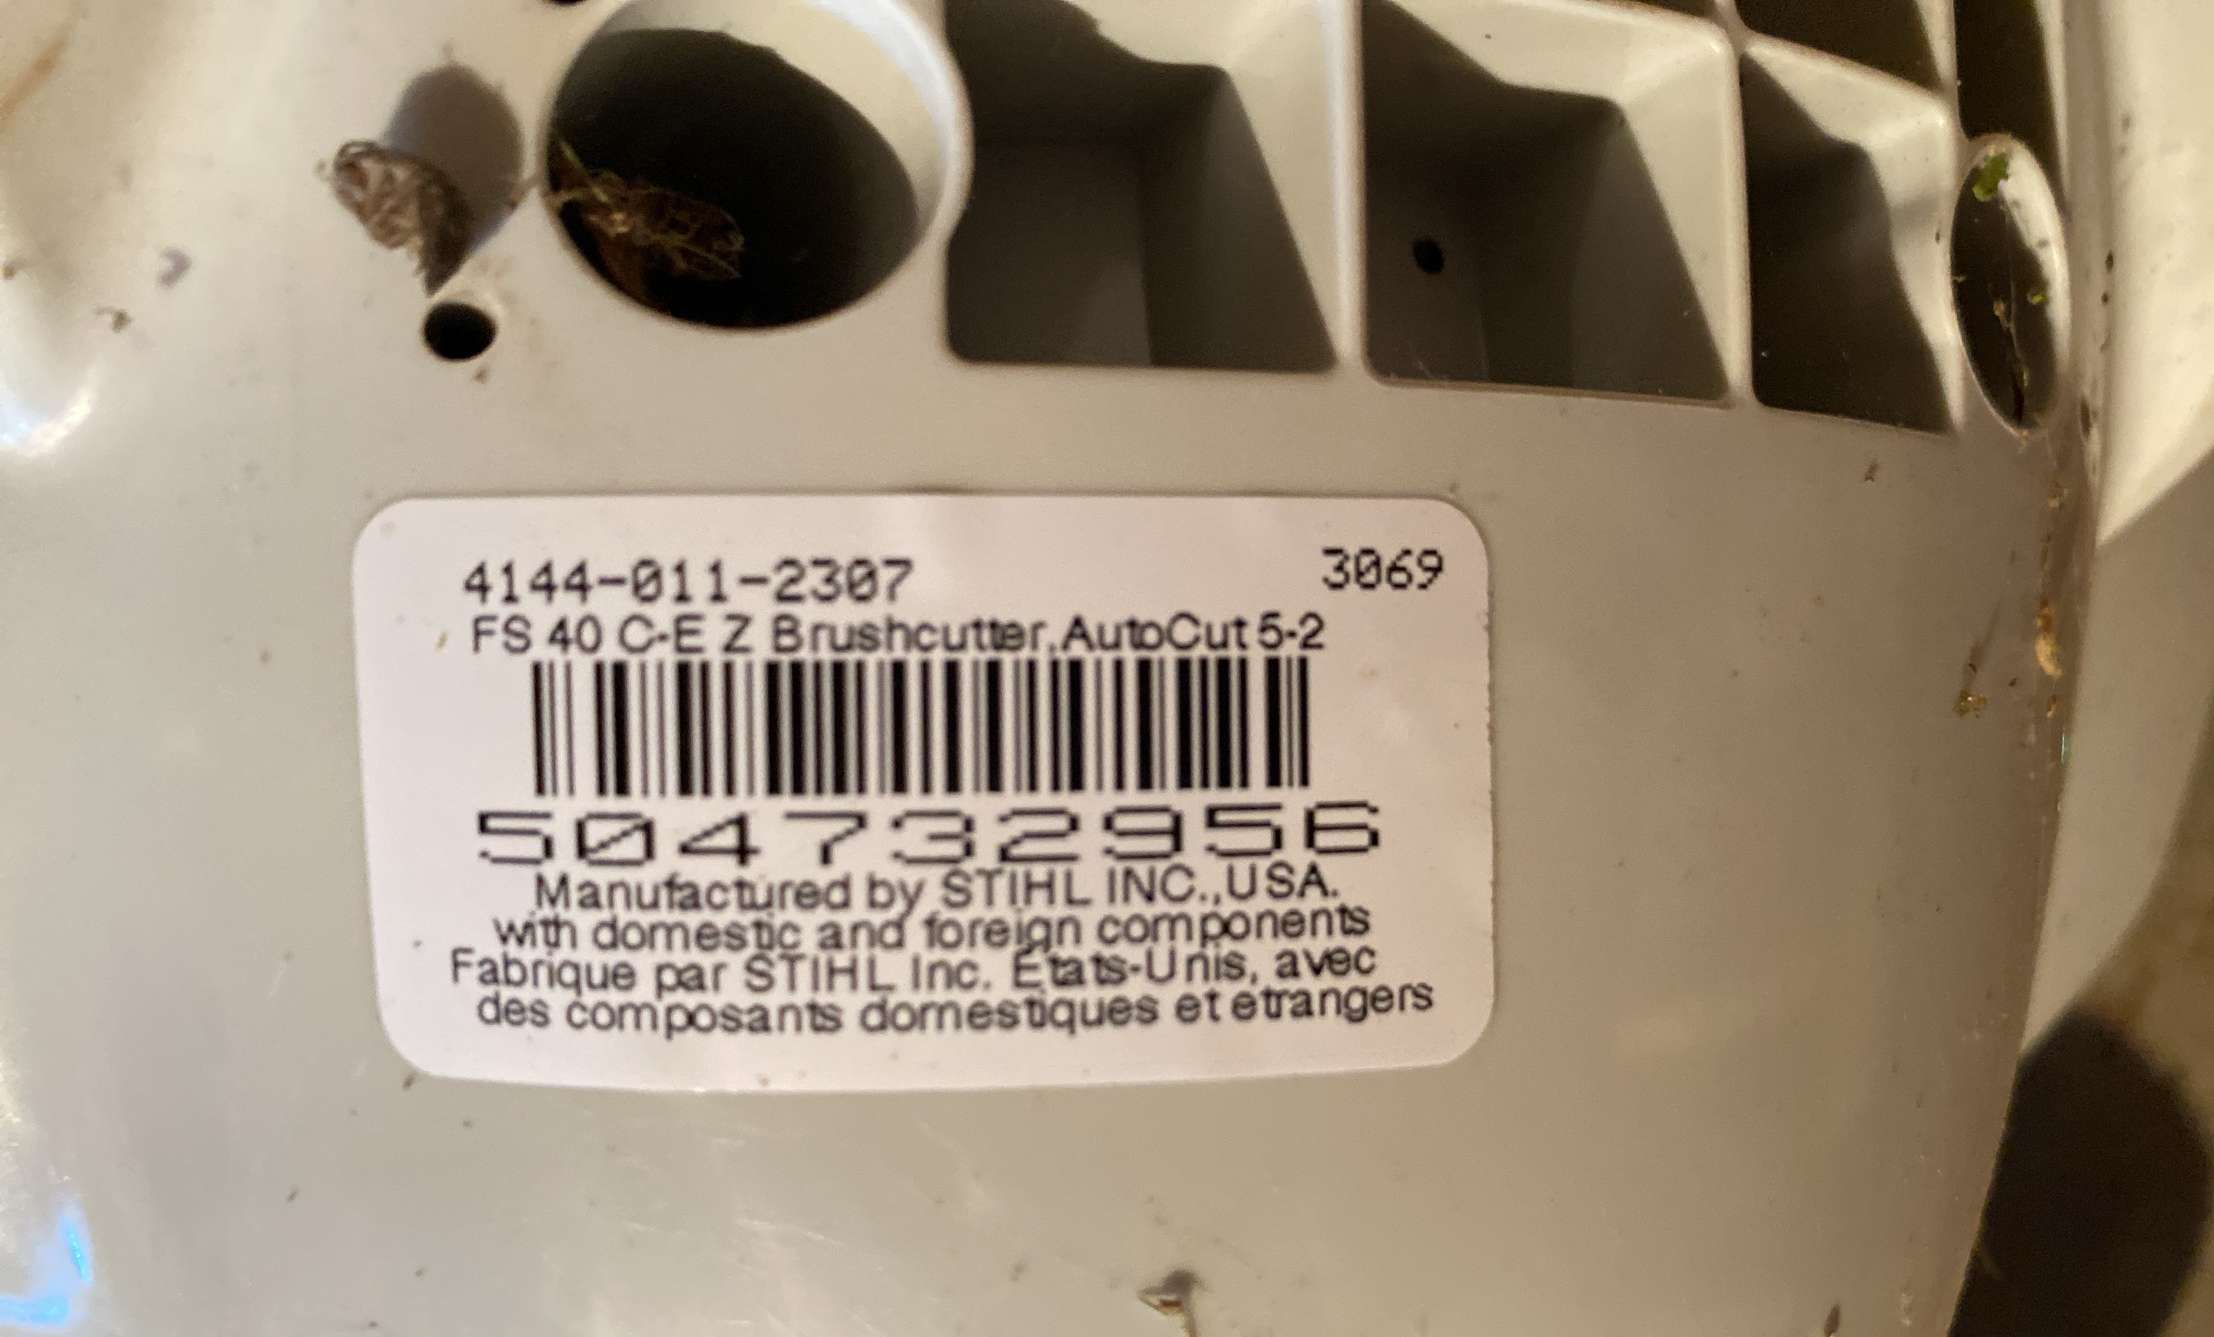 4144-011-2307 3069
FS 40 C-E Z Brushcutter,AutoCut 5-2
504732956
Manufactured by STIHL INC.,USA.
with domestic and foreign components
Fabrique par STIHL Inc. États-Unis, avec
des composants domestiques et etrangers